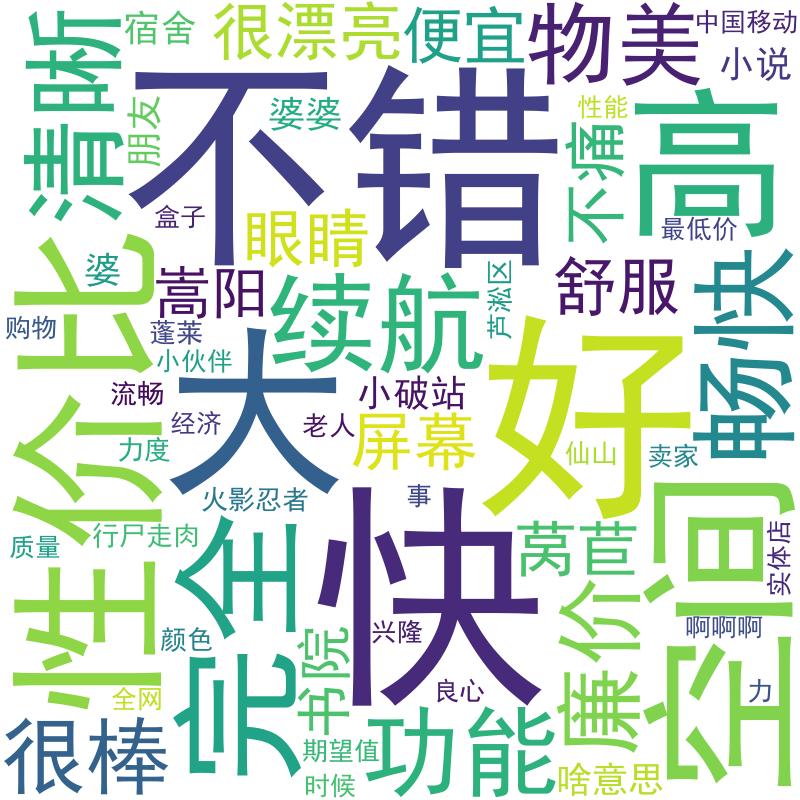 宿舍
很漂亮
便宜
物美
中国移动
小说
清晰
朋友
不错
婆婆
不痛
性能
高
盒子
眼睛
最低价
性价比
婆
嵩阳
续航
芦淞区
舒服
畅快
购物
蓬莱
小伙伴
流畅
大
小破站
好
经济
老人
屏幕
力度
仙山
卖家
火影忍者
事
快
空间
质量
行尸走肉
完全
莴苣
实体店
廉价
颜色
书院
兴隆
啊啊啊
全网
良心
力
很棒
期望值
时候
功能
啥意思